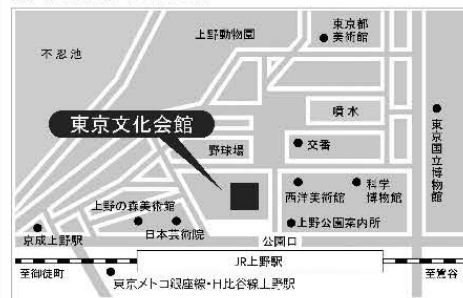 上野動物園
東京都
美術館
不忍池
噴水
東京文化会館
野球場
交番
東京国立博物館
西洋美術館
科学
博物館
上野の森美術館
日本芸術院
上野公園案内所
京成上野駅
公園口
JR上野駅
至御徒町
至鶯谷
東京メトロ銀座線・日比谷線上野駅